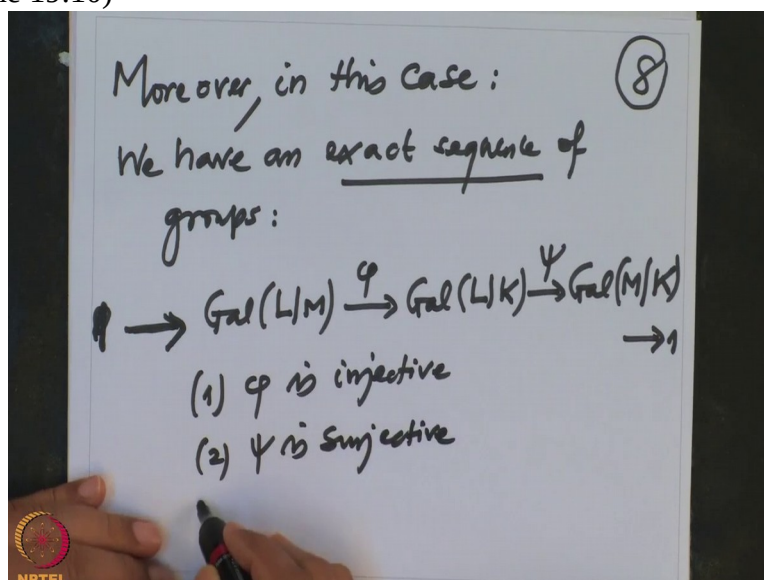 Moreover, in this case: 8
We have an exact sequence of
groups:
1 → Gal(L|M) →φ Gal(L|K) →ψ Gal(M|K)
→ 1
(1) φ is injective
(2) ψ is surjective
NPTEL